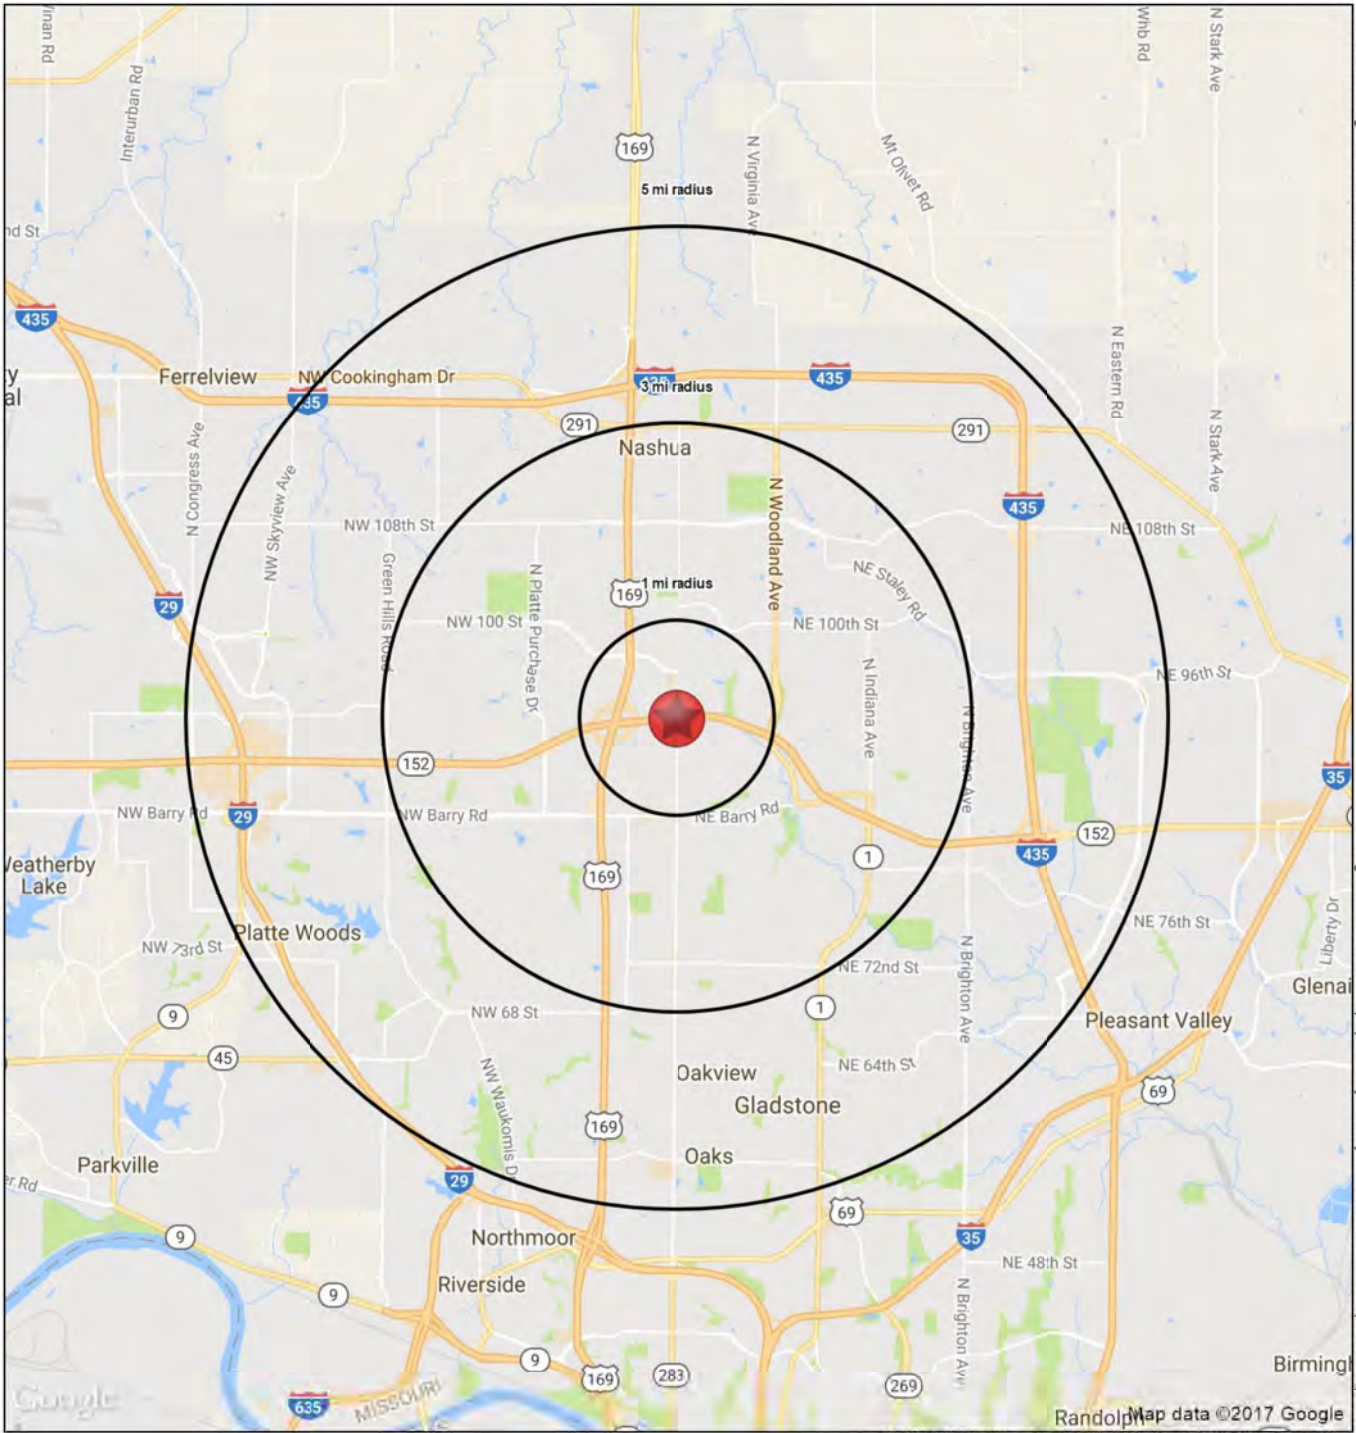 Interurban Rd
N Stark Ave
169
N Virginia Ave
Mt Olivet Rd
5 mi radius
435
N Eastern Rd
Ferrelview
NW Cookingham Dr
435
435
3 mi radius
435
291
291
N Congress Ave
Nashua
N Stark Ave
NW Skyview Ave
N Woodland Ave
435
NW 108th St
NE 108th St
Green Hills Road
N Platte Purchase Dr
NE Staley Rd
1 mi radius
169
29
NW 100 St
NE 100th St
N Indiana Ave
NE 96th St
N Brighton Ave
152
35
NW Barry Rd
29
NW Barry Rd
NE Barry Rd
152
435
1
Weatherby
Lake
169
Liberty Dr
NE 76th St
Platte Woods
NW 73rd St
N Brighton Ave
NE 72nd St
Glenai
9
NW 68 St
1
Pleasant Valley
45
NW Waukomis D
NE 64th St
Oakview
69
Gladstone
169
Oaks
Parkville
er Rd
29
69
9
Northmoor
35
NE 48th St
Riverside
9
N Brighton Ave
9
169
283
269
Birmingh
Google
635
MISSOURI
Randolph
Map data ©2017 Google